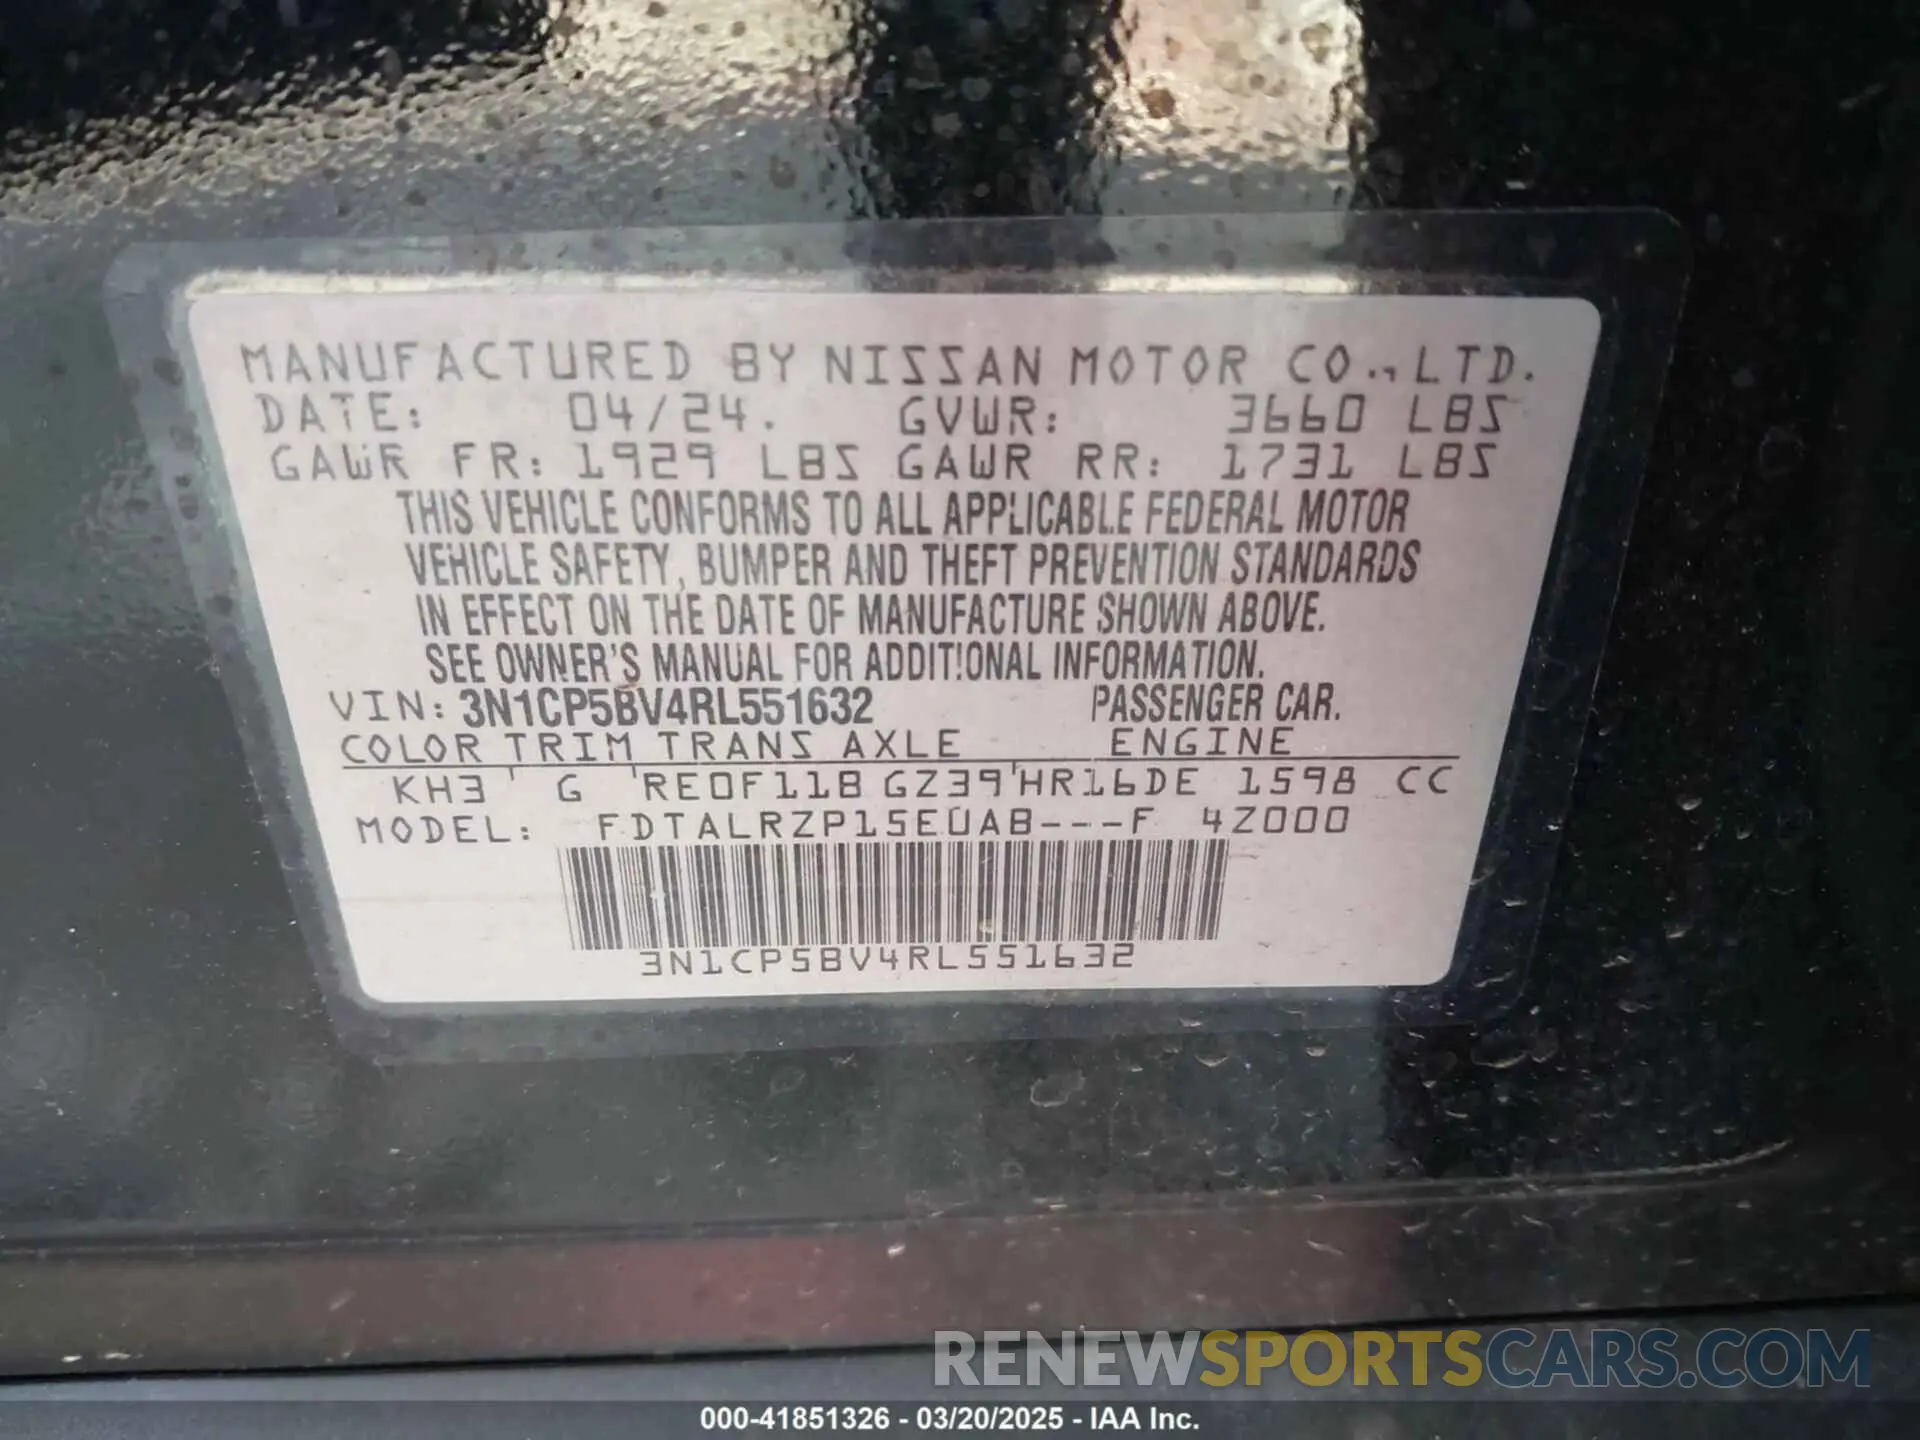 MANUFACTURED BY NISSAN MOTOR CO., LTD.
DATE: 04/24. GVWR: 3660 LBS
GAWR FR: 1929 LBS GAWR RR: 1731 LBS
THIS VEHICLE CONFORMS TO ALL APPLICABLE FEDERAL MOTOR
VEHICLE SAFETY, BUMPER AND THEFT PREVENTION STANDARDS
IN EFFECT ON THE DATE OF MANUFACTURE SHOWN ABOVE.
SEE OWNER'S MANUAL FOR ADDITIONAL INFORMATION.
VIN: 3N1CP5BV4RL551632 PASSENGER CAR.
COLOR TRIM TRANS AXLE ENGINE
KH3 G RE0F11B GZ39 HR16DE 1598 CC
MODEL: FDTALRZP15EUAB---F 4Z000
3N1CP5BV4RL551632
RENEWSPORTSCARS.COM
000-41851326 - 03/20/2025 - IAA Inc.